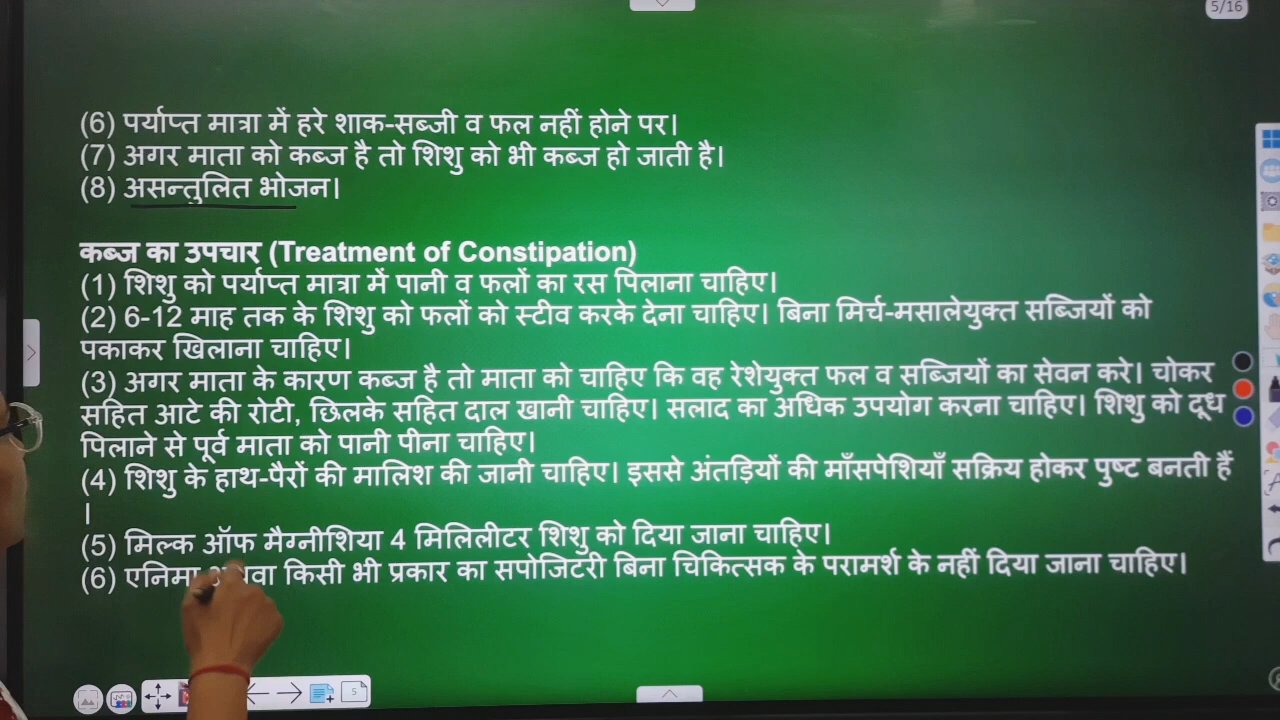 5/16
(6) पर्याप्त मात्रा में हरे शाक-सब्जी व फल नहीं होने पर।
(7) अगर माता को कब्ज है तो शिशु को भी कब्ज हो जाती है।
(8) असन्तुलित भोजन।
कब्ज का उपचार (Treatment of Constipation)
(1) शिशु को पर्याप्त मात्रा में पानी व फलों का रस पिलाना चाहिए।
(2) 6-12 माह तक के शिशु को फलों को स्टीव करके देना चाहिए। बिना मिर्च-मसालेयुक्त सब्जियों को
पकाकर खिलाना चाहिए।
(3) अगर माता के कारण कब्ज है तो माता को चाहिए कि वह रेशेयुक्त फल व सब्जियों का सेवन करे। चोकर
सहित आटे की रोटी, छिलके सहित दाल खानी चाहिए। सलाद का अधिक उपयोग करना चाहिए। शिशु को दूध
पिलाने से पूर्व माता को पानी पीना चाहिए।
(4) शिशु के हाथ-पैरों की मालिश की जानी चाहिए। इससे अंतड़ियों की माँसपेशियाँ सक्रिय होकर पुष्ट बनती हैं
।
(5) मिल्क ऑफ मैग्नीशिया 4 मिलिलीटर शिशु को दिया जाना चाहिए।
(6) एनिमा किसी भी प्रकार का सपोजिटरी बिना चिकित्सक के परामर्श के नहीं दिया जाना चाहिए।
5